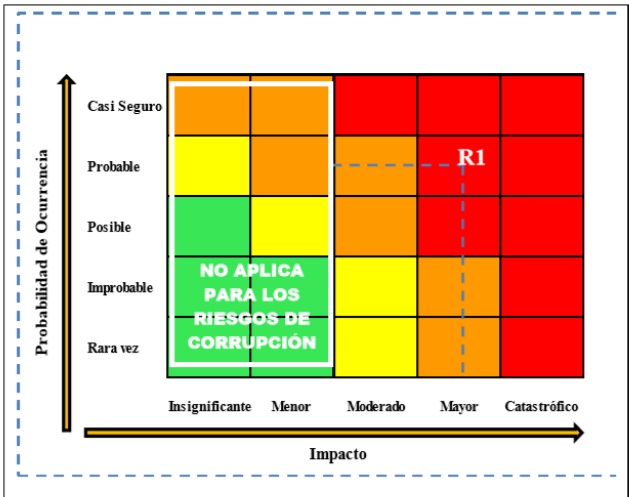 Probabilidad de Ocurrencia
Casi Seguro
Probable
R1
Posible
Improbable
Rara vez
NO APLICA
PARA LOS
RIESGOS DE
CORRUPCIÓN
Insignificante Menor Moderado Mayor Catastrófico
Impacto